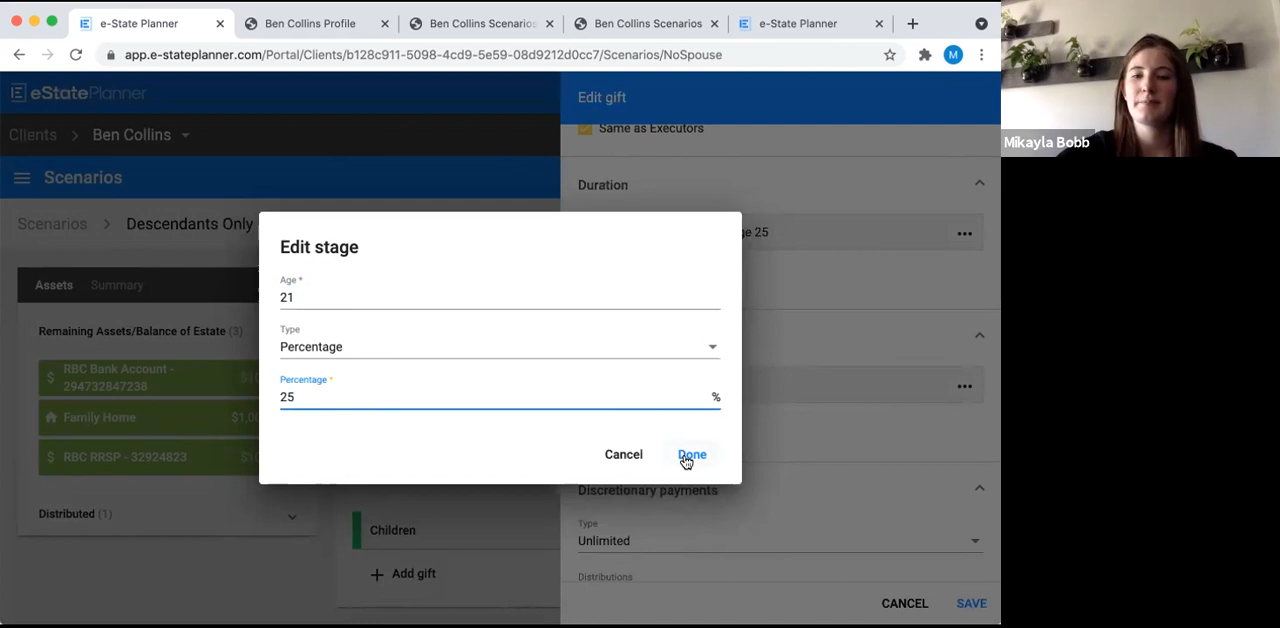 e-State Planner
Ben Collins Profile
Ben Collins Scenarios
Ben Collins Scenarios
e-State Planner
app.e-stateplanner.com/Portal/Clients/b128c911-5098-4cd9-5e59-08d9212d0cc7/Scenarios/NoSpouse
M
eStatePlanner
Clients > Ben Collins
Scenarios
Scenarios > Descendants Only
Assets Summary
Remaining Assets/Balance of Estate (3)
RBC Bank Account -
294732847238
Family Home
RBC RRSP - 32924823
Distributed (1)
Children
+ Add gift
Edit gift
Same as Executors
Duration
25
Discretionary payments
Type
Unlimited
Distributions
CANCEL SAVE
Edit stage
Age *
21
Type
Percentage
Percentage *
25 %
Cancel Done
Mikayla Bobb